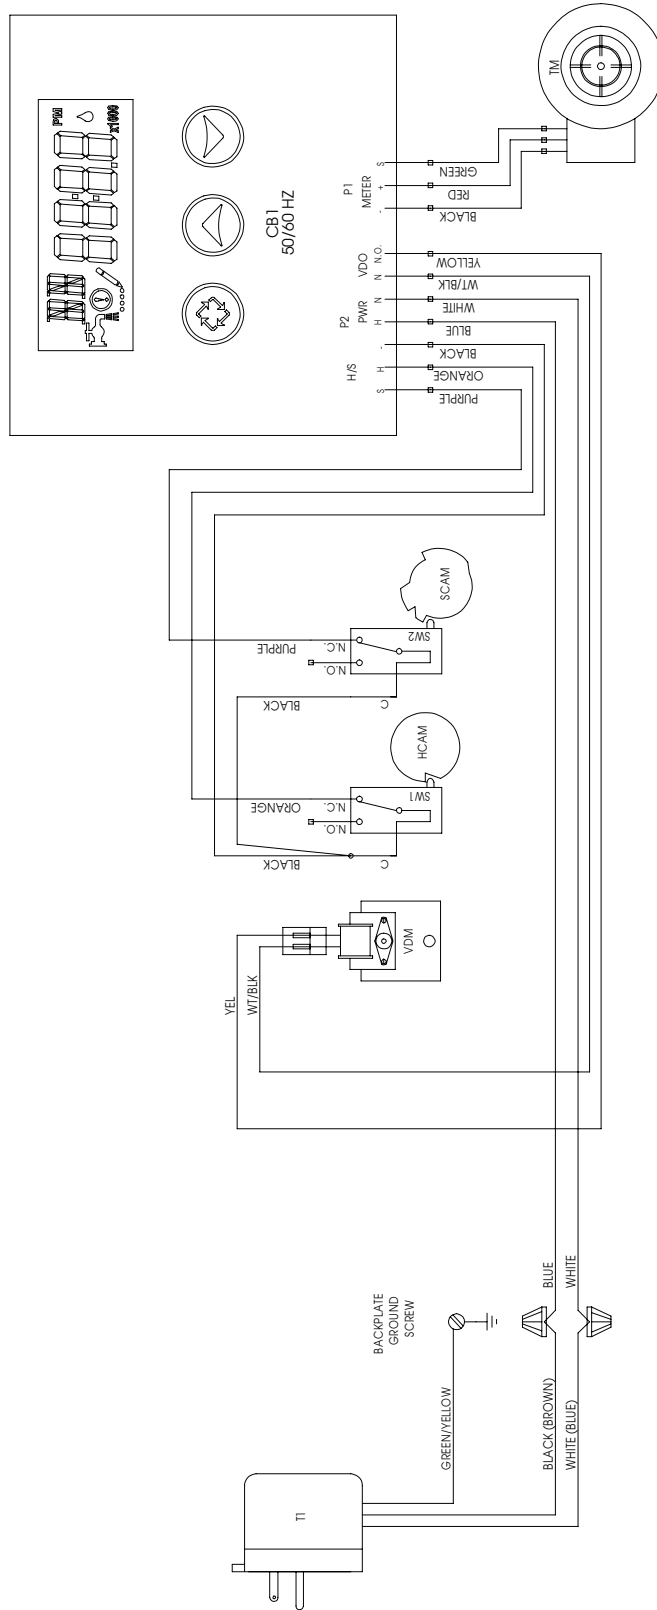 PM
x1000
CB1
50/60 HZ
TM
P1
METER
S
+
-
GREEN
RED
BLACK
P2
VDO
PWR
H/S
N.O.
N
N
H
-
H
S
YELLOW
WT/BLK
WHITE
BLUE
BLACK
ORANGE
PURPLE
SCAM
SW2
PURPLE
N.C.
N.O.
BLACK
C
HCAM
SW1
ORANGE
N.C.
N.O.
BLACK
C
VDM
YEL
WT/BLK
BACKPLATE
GROUND
SCREW
BLUE
WHITE
GREEN/YELLOW
BLACK (BROWN)
WHITE (BLUE)
T1